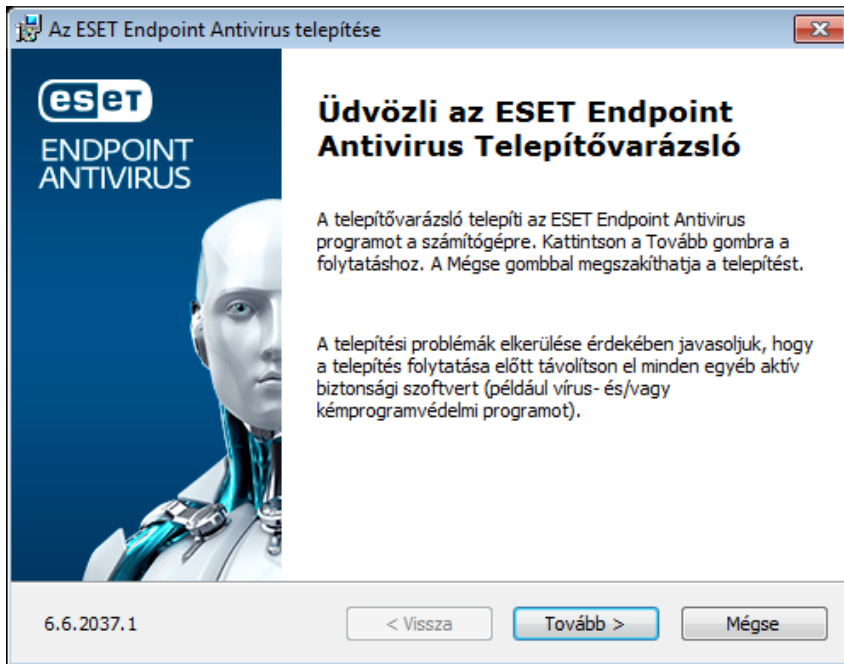 Az ESET Endpoint Antivirus telepítése
eset
ENDPOINT
ANTIVIRUS
Üdvözli az ESET Endpoint
Antivirus Telepítővarázsló
A telepítővarázsló telepíti az ESET Endpoint Antivirus
programot a számítógépre. Kattintson a Tovább gombra a
folytatáshoz. A Mégse gombbal megszakíthatja a telepítést.
A telepítési problémák elkerülése érdekében javasoljuk, hogy
a telepítés folytatása előtt távolítson el minden egyéb aktív
biztonsági szoftvert (például vírus- és/vagy
kémprogramvédelmi programot).
6.6.2037.1
< Vissza
Tovább >
Mégse